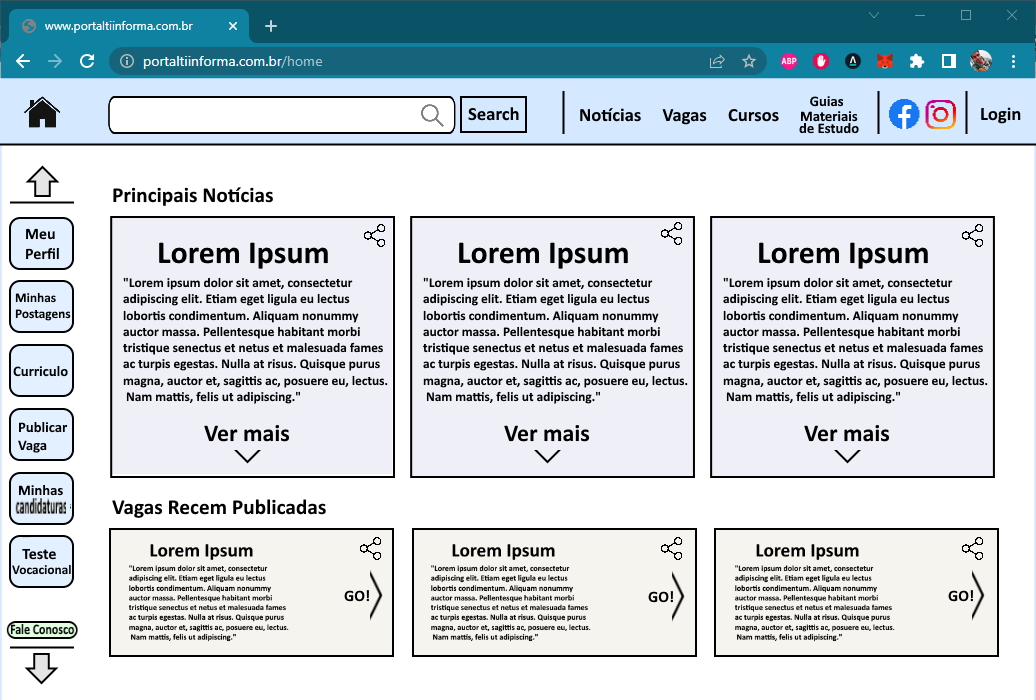 www.portaltiinforma.com.br
portaltiinforma.com.br/home
ABP
Search
Notícias
Vagas
Cursos
Guias
Materiais
de Estudo
Login
Meu
Perfil
Minhas
Postagens
Curriculo
Publicar
Vaga
Minhas
candidaturas
Teste
Vocacional
Fale Conosco
Principais Notícias
Lorem Ipsum
"Lorem ipsum dolor sit amet, consectetur
adipiscing elit. Etiam eget ligula eu lectus
lobortis condimentum. Aliquam nonummy
auctor massa. Pellentesque habitant morbi
tristique senectus et netus et malesuada fames
ac turpis egestas. Nulla at risus. Quisque purus
magna, auctor et, sagittis ac, posuere eu, lectus.
Nam mattis, felis ut adipiscing."
Ver mais
Lorem Ipsum
"Lorem ipsum dolor sit amet, consectetur
adipiscing elit. Etiam eget ligula eu lectus
lobortis condimentum. Aliquam nonummy
auctor massa. Pellentesque habitant morbi
tristique senectus et netus et malesuada fames
ac turpis egestas. Nulla at risus. Quisque purus
magna, auctor et, sagittis ac, posuere eu, lectus.
Nam mattis, felis ut adipiscing."
Ver mais
Lorem Ipsum
"Lorem ipsum dolor sit amet, consectetur
adipiscing elit. Etiam eget ligula eu lectus
lobortis condimentum. Aliquam nonummy
auctor massa. Pellentesque habitant morbi
tristique senectus et netus et malesuada fames
ac turpis egestas. Nulla at risus. Quisque purus
magna, auctor et, sagittis ac, posuere eu, lectus.
Nam mattis, felis ut adipiscing."
Ver mais
Vagas Recem Publicadas
Lorem Ipsum
"Lorem ipsum dolor sit amet, consectetur
adipiscing elit. Etiam eget ligula eu lectus
lobortis condimentum. Aliquam nonummy
auctor massa. Pellentesque habitant morbi
tristique senectus et netus et malesuada fames
ac turpis egestas. Nulla at risus. Quisque purus
magna, auctor et, sagittis ac, posuere eu, lectus.
Nam mattis, felis ut adipiscing."
GO!
Lorem Ipsum
"Lorem ipsum dolor sit amet, consectetur
adipiscing elit. Etiam eget ligula eu lectus
lobortis condimentum. Aliquam nonummy
auctor massa. Pellentesque habitant morbi
tristique senectus et netus et malesuada fames
ac turpis egestas. Nulla at risus. Quisque purus
magna, auctor et, sagittis ac, posuere eu, lectus.
Nam mattis, felis ut adipiscing."
GO!
Lorem Ipsum
"Lorem ipsum dolor sit amet, consectetur
adipiscing elit. Etiam eget ligula eu lectus
lobortis condimentum. Aliquam nonummy
auctor massa. Pellentesque habitant morbi
tristique senectus et netus et malesuada fames
ac turpis egestas. Nulla at risus. Quisque purus
magna, auctor et, sagittis ac, posuere eu, lectus.
Nam mattis, felis ut adipiscing."
GO!